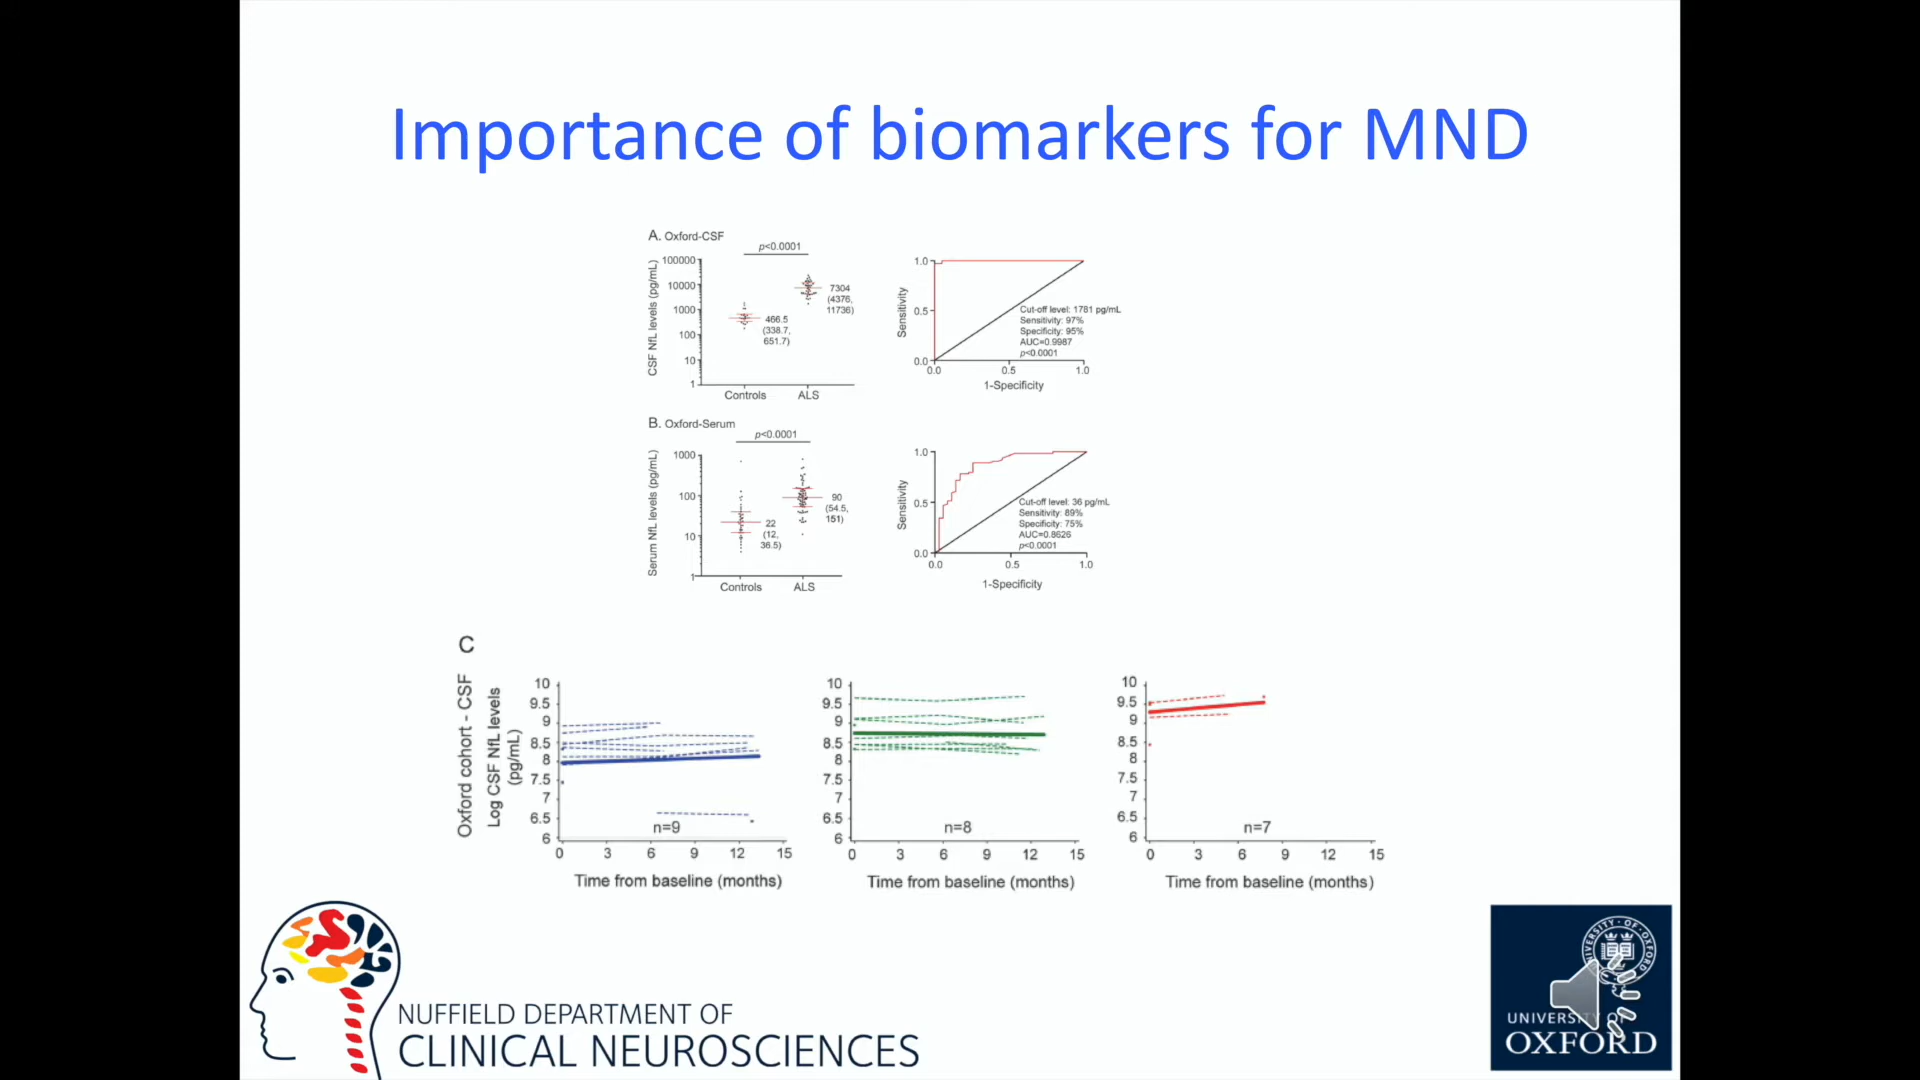 Importance of biomarkers for MND
A. Oxford-CSF
p<0.0001
CSF NfL levels (pg/mL)
100000
10000
1000
100
10
1
466.5
(338.7,
651.7)
7304
(4376,
11736)
Controls ALS
Sensitivity
1.0
0.5
0.0
Cut-off level: 1781 pg/mL
Sensitivity: 97%
Specificity: 95%
AUC=0.9987
p<0.0001
0.0 0.5 1.0
1-Specificity
B. Oxford-Serum
p<0.0001
Serum NfL levels (pg/mL)
1000
100
10
1
22
(12,
36.5)
90
(54.5,
151)
Controls ALS
Sensitivity
1.0
0.5
0.0
Cut-off level: 36 pg/mL
Sensitivity: 89%
Specificity: 75%
AUC=0.8626
p<0.0001
0.0 0.5 1.0
1-Specificity
C
Oxford cohort - CSF
Log CSF NfL levels
(pg/mL)
10
9.5
9
8.5
8
7.5
7
6.5
6
n=9
0 3 6 9 12 15
Time from baseline (months)
10
9.5
9
8.5
8
7.5
7
6.5
6
n=8
0 3 6 9 12 15
Time from baseline (months)
10
9.5
9
8.5
8
7.5
7
6.5
6
n=7
0 3 6 9 12 15
Time from baseline (months)
NUFFIELD DEPARTMENT OF
CLINICAL NEUROSCIENCES
UNIVERSITY OF OXFORD
UNIVERSITY OF
OXFORD